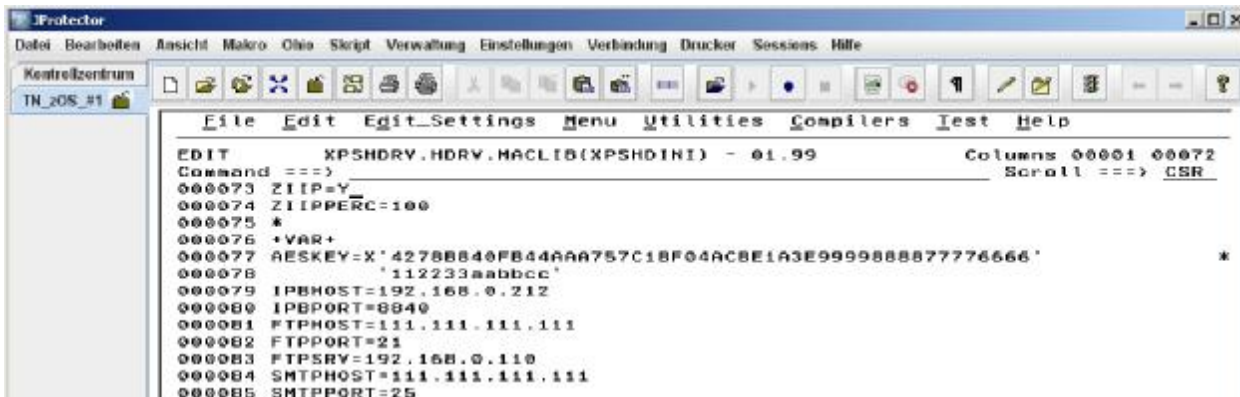 JProtector
Datei Bearbeiten Ansicht Makro Ohio Skript Verwaltung Einstellungen Verbindung Drucker Sessions Hilfe
Kontrollzentrum
TN_zOS_#1
File Edit Edit_Settings Menu Utilities Compilers Test Help
EDIT XPSHDRV.HDRV.MACLIB(XPSHDINI) - 01.99 Columns 00001 00072
Command ===> Scroll ===> CSR
000073 ZIIP=Y
000074 ZIIPPERC=100
000075 *
000076 +VAR+
000077 AESKEY=X'4278B840FB44AAA757C18F04AC8E1A3E9999888877776666' *
000078 '112233aabbcc'
000079 IPBHOST=192.168.0.212
000080 IPBPORT=8840
000081 FTPHOST=111.111.111.111
000082 FTPPORT=21
000083 FTPSRV=192.168.0.110
000084 SMTPHOST=111.111.111.111
000085 SMTPPORT=25